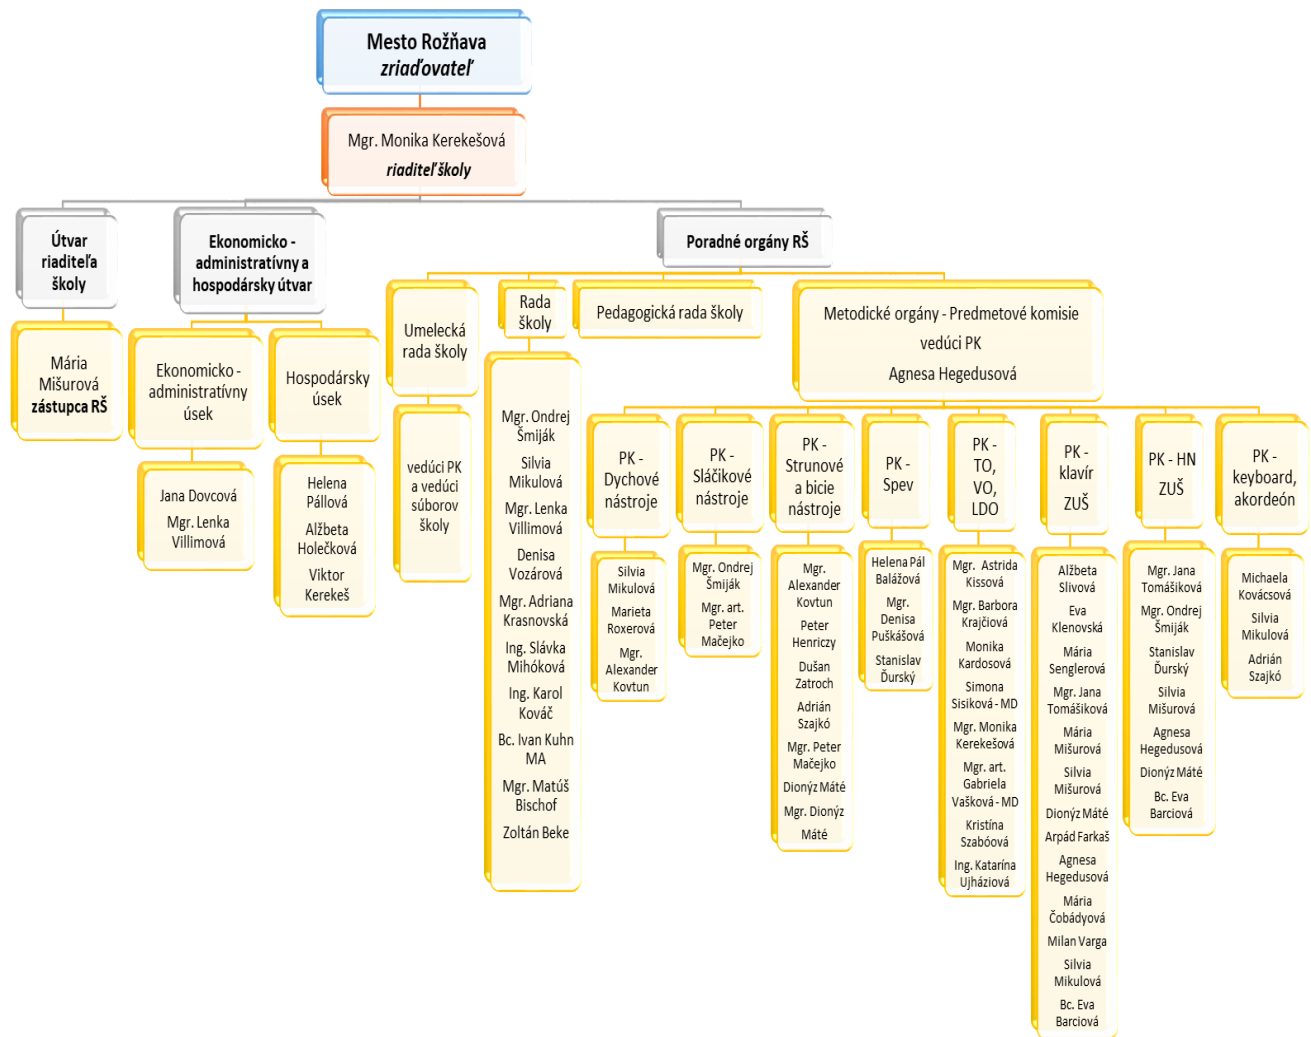 Mesto Rožňava
zriaďovateľ
Mgr. Monika Kerekešová
riaditeľ školy
Útvar
riaditeľa
školy
Ekonomicko -
administratívny a
hospodársky útvar
Poradné orgány RŠ
Mária
Mišurová
zástupca RŠ
Ekonomicko -
administratívny
úsek
Hospodársky
úsek
Umelecká
rada školy
Rada
školy
Pedagogická rada školy
Metodické orgány - Predmetové komisie
vedúci PK
Agnesa Hegedusová
Jana Dovcová
Mgr. Lenka
Villimová
Helena
Pállová
Alžbeta
Holečková
Viktor
Kerekeš
vedúci PK
a vedúci
súborov
školy
Mgr. Ondrej
Šmiják
Silvia
Mikulová
Mgr. Lenka
Villimová
Denisa
Vozárová
Mgr. Adriana
Krasnovská
Ing. Slávka
Mihóková
Ing. Karol
Kováč
Bc. Ivan Kuhn
MA
Mgr. Matúš
Bischof
Zoltán Beke
PK -
Dychové
nástroje
Silvia
Mikulová
Marieta
Roxerová
Mgr.
Alexander
Kovtun
PK -
Sláčikové
nástroje
Mgr. Ondrej
Šmiják
Mgr. art.
Peter
Mačejko
PK -
Strunové
a bicie
nástroje
Mgr.
Alexander
Kovtun
Peter
Henriczy
Dušan
Zatroch
Adrián
Szajkó
Mgr. Peter
Mačejko
Dionýz Máté
Mgr. Dionýz
Máté
PK -
Spev
Helena Pál
Balážová
Mgr.
Denisa
Puškášová
Stanislav
Ďurský
PK -
TO,
VO,
LDO
Mgr. Astrida
Kissová
Mgr. Barbora
Krajčiová
Monika
Kardosová
Simona
Sisiková - MD
Mgr. Monika
Kerekešová
Mgr. art.
Gabriela
Vašková - MD
Kristína
Szabóová
Ing. Katarína
Ujháziová
PK -
klavír
ZUŠ
Alžbeta
Slivová
Eva
Klenovská
Mária
Senglerová
Mgr. Jana
Tomášiková
Mária
Mišurová
Silvia
Mišurová
Dionýz Máté
Arpád Farkaš
Agnesa
Hegedusová
Mária
Čobádyová
Milan Varga
Silvia
Mikulová
Bc. Eva
Barciová
PK - HN
ZUŠ
Mgr. Jana
Tomášiková
Mgr. Ondrej
Šmiják
Stanislav
Ďurský
Silvia
Mišurová
Agnesa
Hegedusová
Dionýz Máté
Bc. Eva
Barciová
PK -
keyboard,
akordeón
Michaela
Kovácsová
Silvia
Mikulová
Adrián
Szajkó